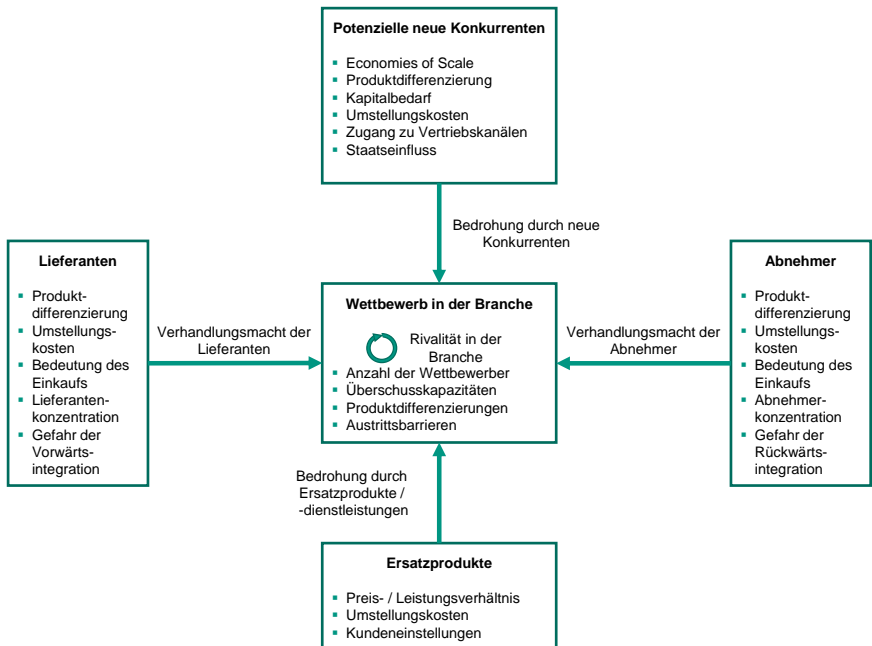 Potenzielle neue Konkurrenten
▪ Economies of Scale
▪ Produktdifferenzierung
▪ Kapitalbedarf
▪ Umstellungskosten
▪ Zugang zu Vertriebskanälen
▪ Staatseinfluss
Bedrohung durch neue
Konkurrenten
Lieferanten
▪ Produkt-
differenzierung
▪ Umstellungs-
kosten
▪ Bedeutung des
Einkaufs
▪ Lieferanten-
konzentration
▪ Gefahr der
Vorwärts-
integration
Verhandlungsmacht der
Lieferanten
Wettbewerb in der Branche
Rivalität in der
Branche
▪ Anzahl der Wettbewerber
▪ Überschusskapazitäten
▪ Produktdifferenzierungen
▪ Austrittsbarrieren
Verhandlungsmacht der
Abnehmer
Abnehmer
▪ Produkt-
differenzierung
▪ Umstellungs-
kosten
▪ Bedeutung des
Einkaufs
▪ Abnehmer-
konzentration
▪ Gefahr der
Rückwärts-
integration
Bedrohung durch
Ersatzprodukte /
-dienstleistungen
Ersatzprodukte
▪ Preis- / Leistungsverhältnis
▪ Umstellungskosten
▪ Kundeneinstellungen